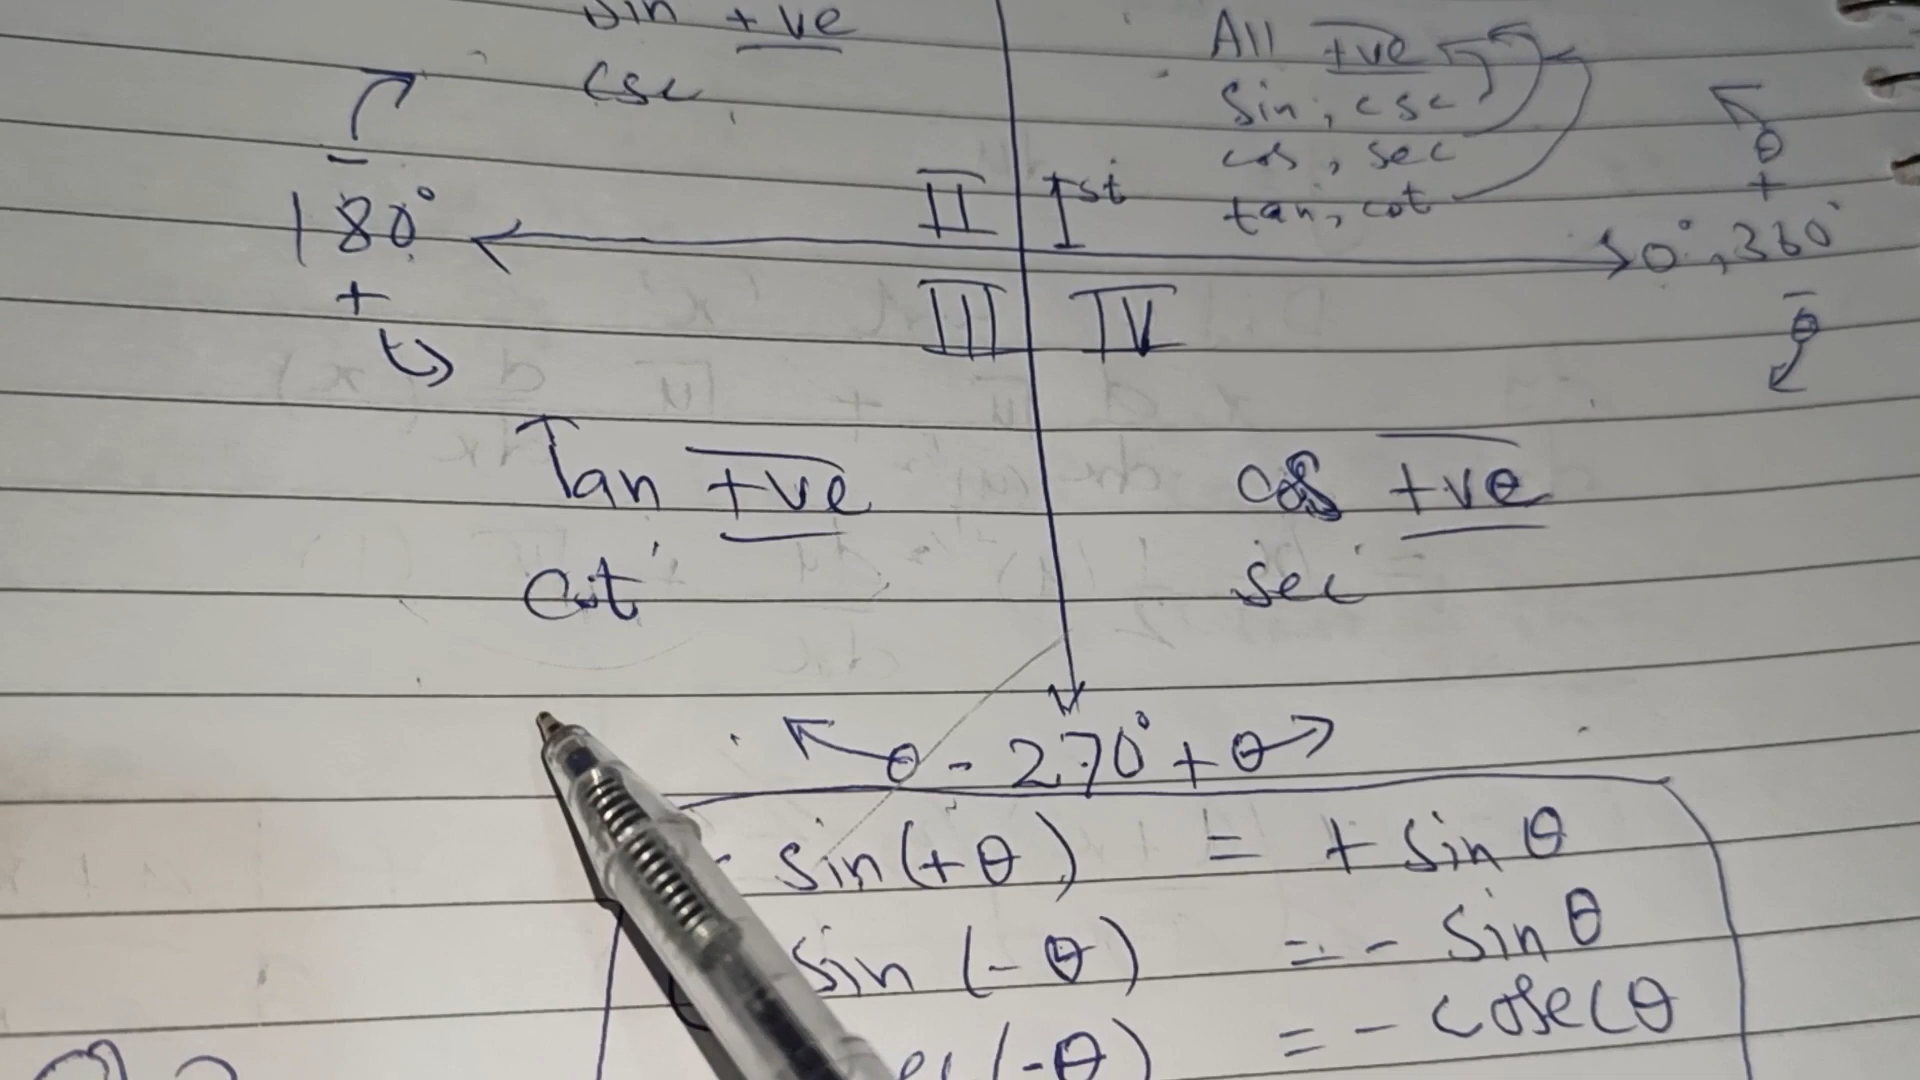 Sin +ve
csc
All +ve
Sin, csc
cos, sec
tan, cot
θ
+
-
180°
+
II
Ist
0°, 360°
-
θ
III
IV
Tan +ve
cot
cos +ve
sec
θ - 270° + θ
sin(+θ) = + sin θ
sin (-θ) = - sin θ
(-θ) = - cosecθ